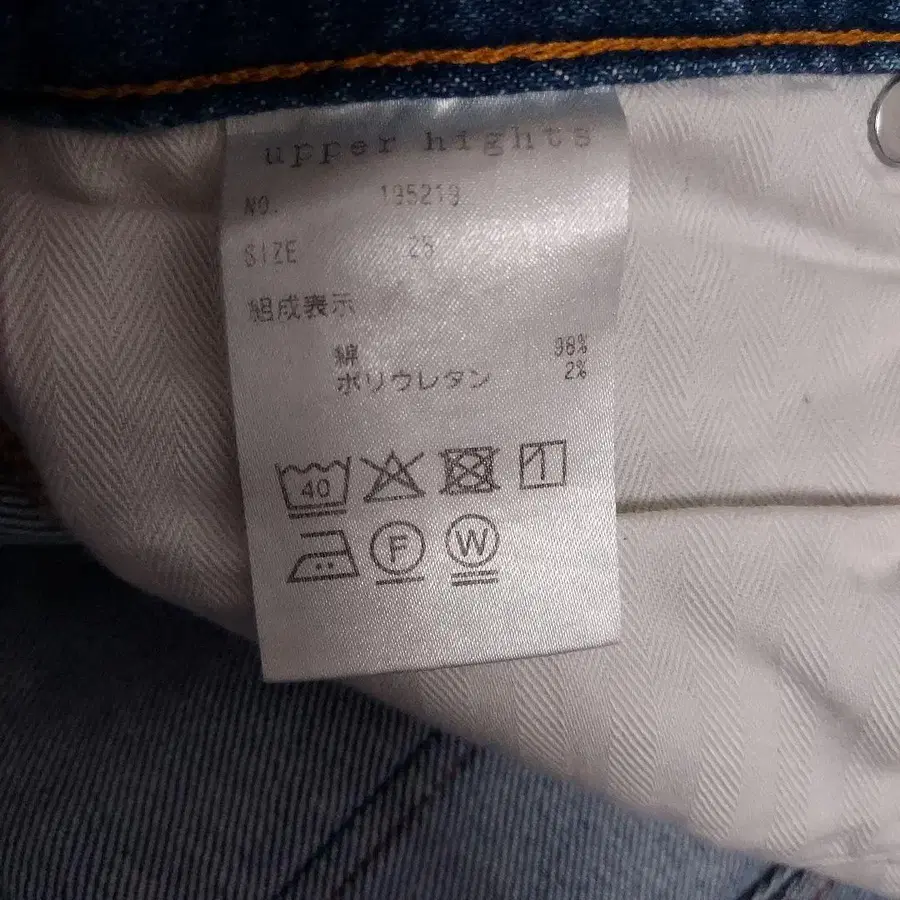 upper hights
NO. 195219
SIZE 25
組成表示
綿 98%
ポリウレタン 2%
40
F W